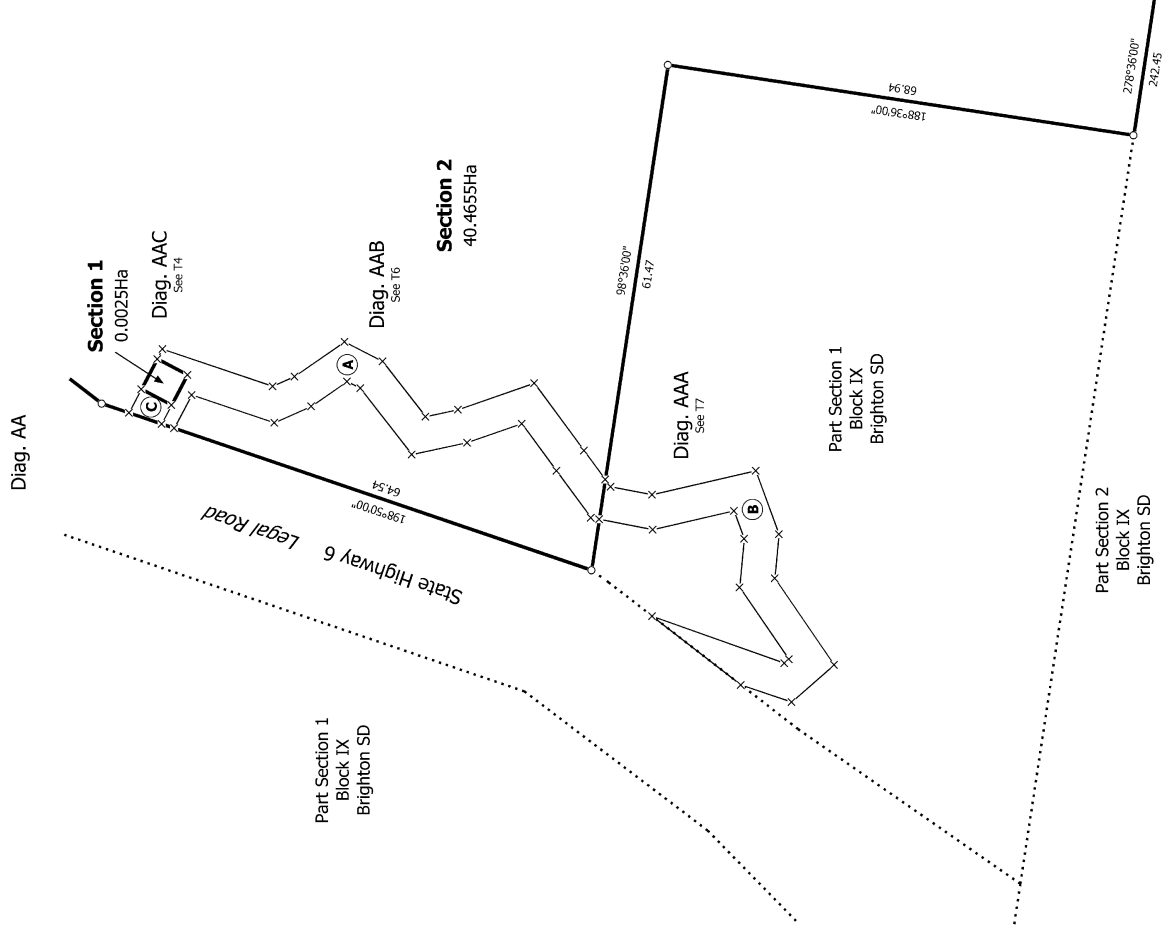 Diag. AA
Section 1
0.0025Ha
Diag. AAC
See T4
C
A
Diag. AAB
See T6
Section 2
40.4655Ha
278°36'00"
242.45
68.94
188°36'00"
98°36'00"
61.47
64.54
198°50'00"
State Highway 6 Legal Road
Diag. AAA
See T7
B
Part Section 1
Block IX
Brighton SD
Part Section 2
Block IX
Brighton SD
Part Section 1
Block IX
Brighton SD